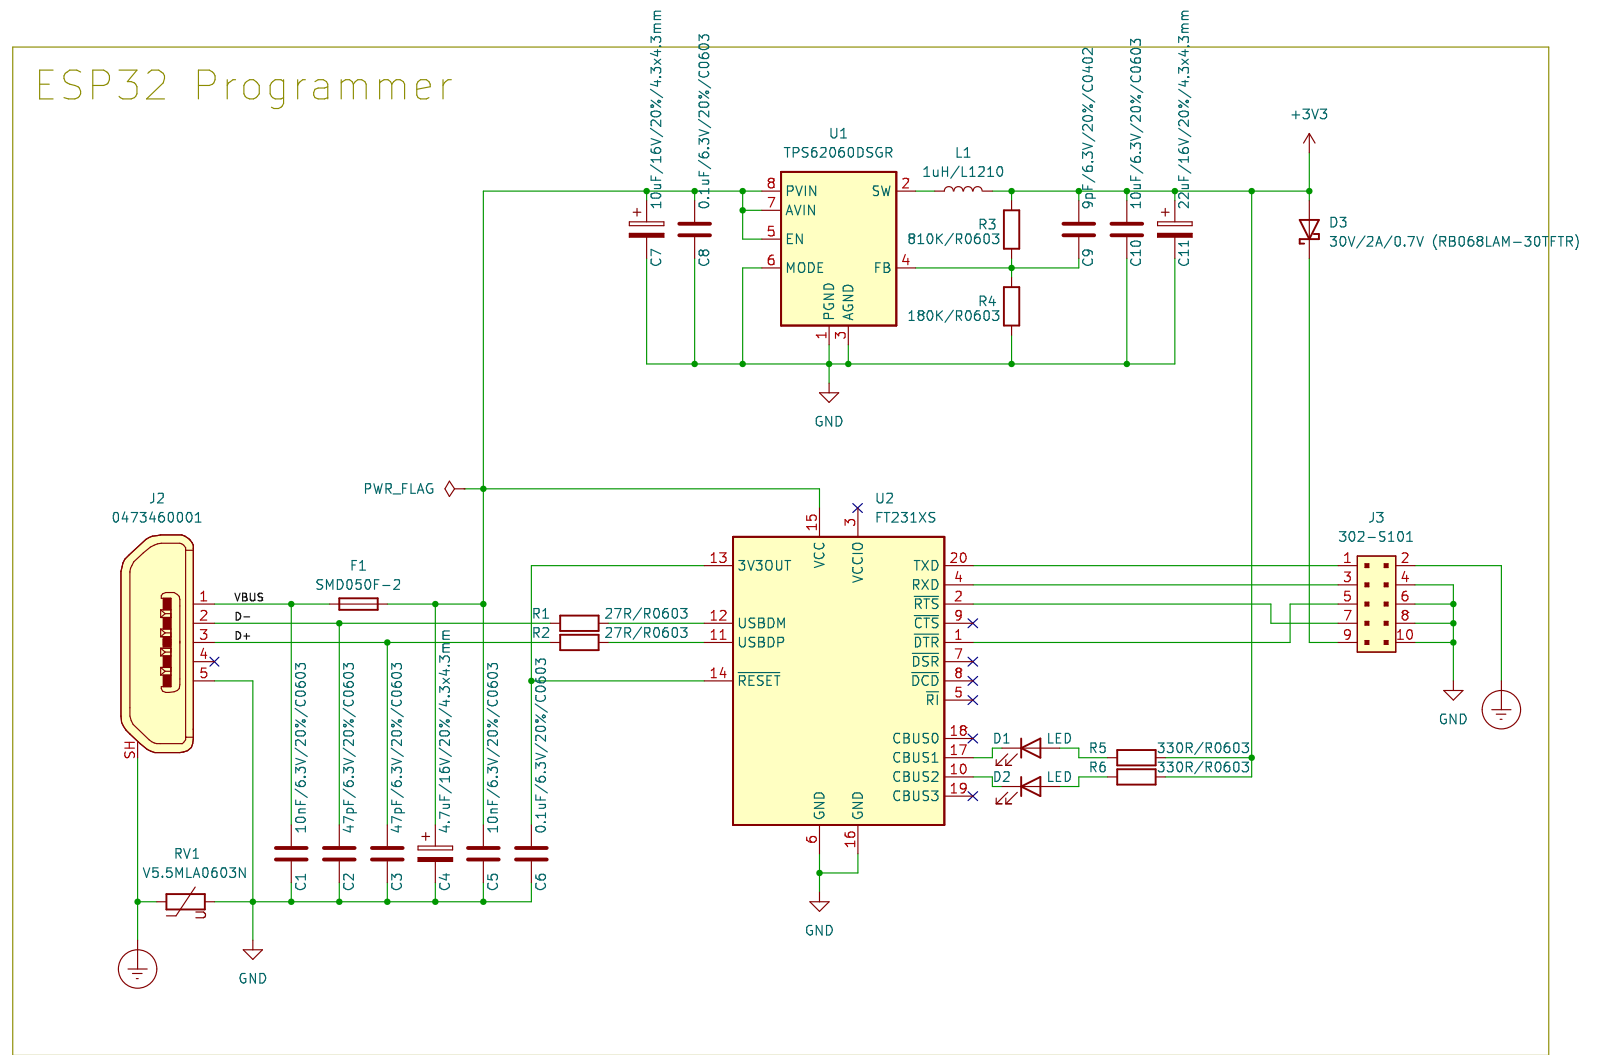 ESP32 Programmer
10uF/16V/20%/4.3x4.3mm
C7
0.1uF/6.3V/20%/C0603
C8
U1
TPS62060DSGR
8 PVIN
7 AVIN
5 EN
6 MODE
SW 2
FB 4
PGND
1
AGND
3
GND
L1
1uH/L1210
R3
810K/R0603
R4
180K/R0603
9pF/6.3V/20%/C0402
C9
10uF/6.3V/20%/C0603
C10
22uF/16V/20%/4.3x4.3mm
C11
+3V3
D3
30V/2A/0.7V (RB068LAM-30TFTR)
PWR_FLAG
J2
0473460001
1 VBUS
2 D-
3 D+
4
5
SH
F1
SMD050F-2
R1 27R/R0603
R2 27R/R0603
10nF/6.3V/20%/C0603
C1
47pF/6.3V/20%/C0603
C2
47pF/6.3V/20%/C0603
C3
4.7uF/16V/20%/4.3x4.3mm
C4
10nF/6.3V/20%/C0603
C5
0.1uF/6.3V/20%/C0603
C6
RV1
V5.5MLA0603N
GND
U2
FT231XS
15
VCC
3
VCCIO
13 3V3OUT
12 USBDM
11 USBDP
14 RESET
TXD 20
RXD 4
RTS 2
CTS 9
DTR 1
DSR 7
DCD 8
RI 5
CBUS0 18
CBUS1 17
CBUS2 10
CBUS3 19
GND
6
GND
16
GND
D1 LED
D2 LED
R5 330R/R0603
R6 330R/R0603
J3
302-S101
1 2
3 4
5 6
7 8
9 10
GND